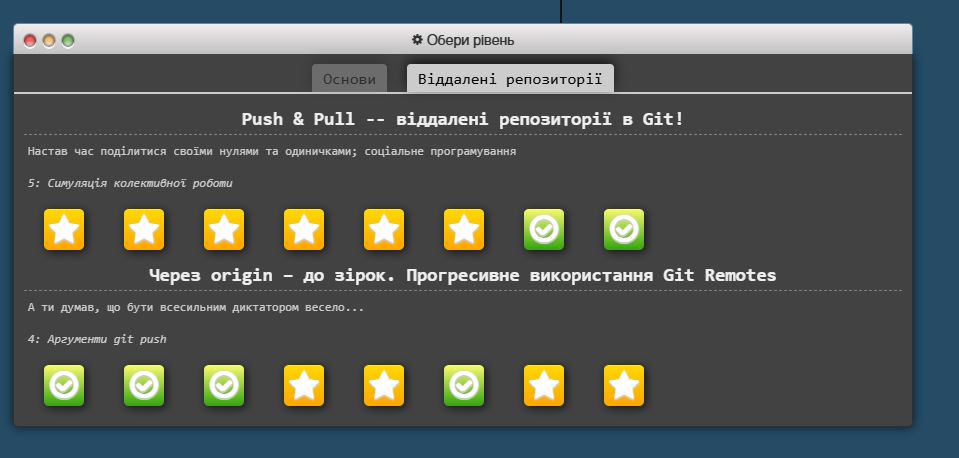 Обери рівень
Основи
Віддалені репозиторії
Push & Pull -- віддалені репозиторії в Git!
Настав час поділитися своїми нулями та одиничками; соціальне програмування
5: Симуляція колективної роботи
Через origin – до зірок. Прогресивне використання Git Remotes
А ти думав, що бути всесильним диктатором весело...
4: Аргументи git push